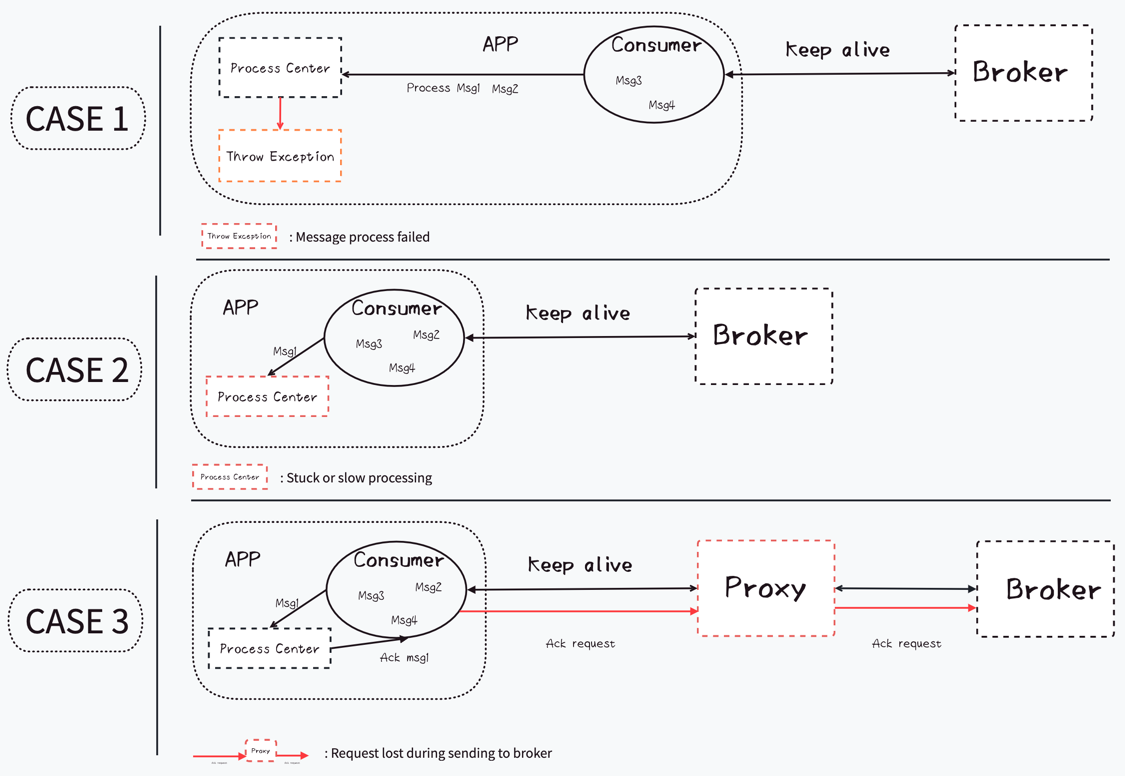 CASE 1
APP
Consumer
Keep alive
Broker
Process Center
Process Msg1 Msg2
Msg3
Msg4
Throw Exception
Throw Exception
: Message process failed
CASE 2
APP
Consumer
Keep alive
Broker
Msg2
Msg3
Msg1
Msg4
Process Center
Process Center
: Stuck or slow processing
CASE 3
APP
Consumer
Keep alive
Proxy
Broker
Msg2
Msg3
Msg1
Msg4
Process Center
Ack msg1
Ack request
Ack request
Proxy
: Request lost during sending to broker